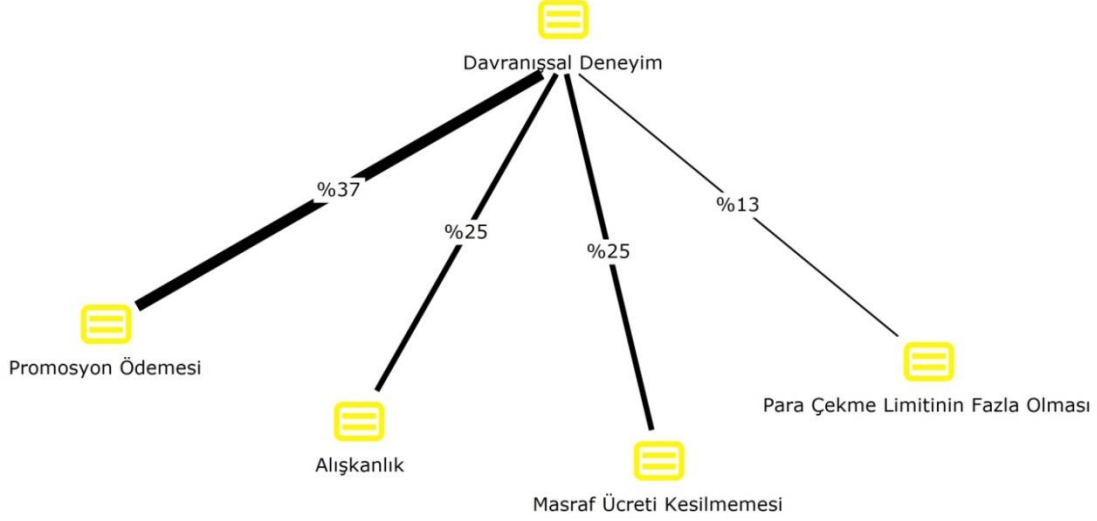 Davranışsal Deneyim
%37
%25
%25
%13
Promosyon Ödemesi
Alışkanlık
Masraf Ücreti Kesilmemesi
Para Çekme Limitinin Fazla Olması